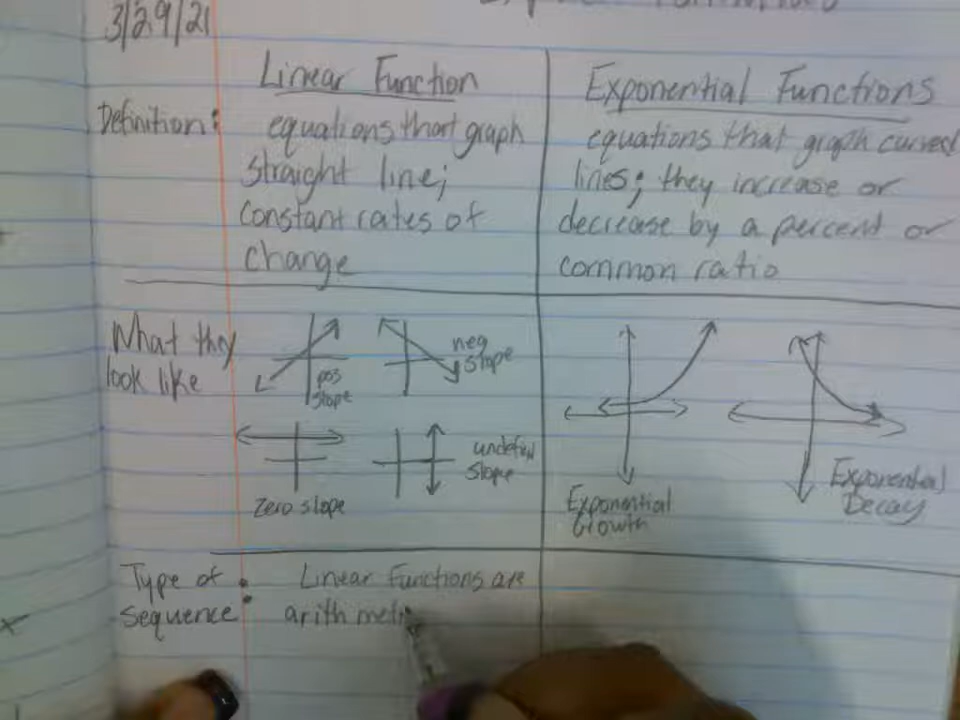 3/29/21
Linear Function
Exponential Functions
Definition:
equations that graph
straight line;
constant rates of
change
equations that graph curved
lines; they increase or
decrease by a percent or
common ratio
What they
look like
pos
slope
neg
slope
zero slope
undefin
slope
Exponential
Growth
Exponential
Decay
Type of :
sequence
Linear Functions are
arithmeti